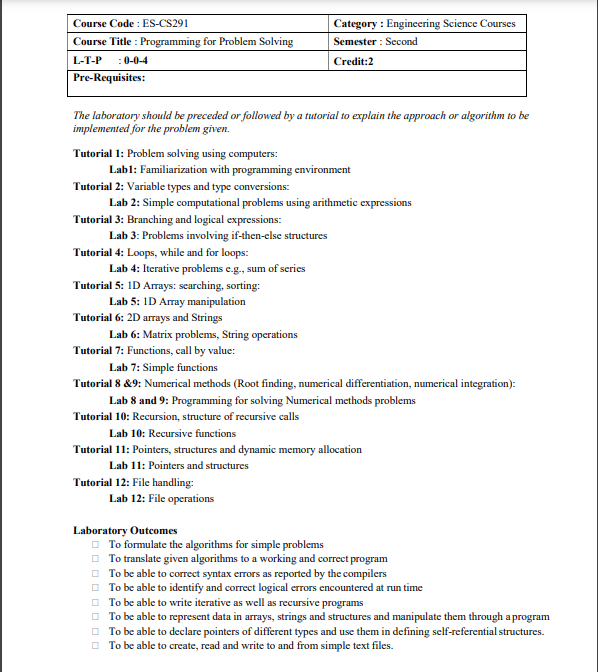 Course Code : ES-CS291
Category : Engineering Science Courses
Course Title : Programming for Problem Solving
Semester : Second
L-T-P : 0-0-4
Credit:2
Pre-Requisites:
The laboratory should be preceded or followed by a tutorial to explain the approach or algorithm to be
implemented for the problem given.
Tutorial 1: Problem solving using computers:
Lab1: Familiarization with programming environment
Tutorial 2: Variable types and type conversions:
Lab 2: Simple computational problems using arithmetic expressions
Tutorial 3: Branching and logical expressions:
Lab 3: Problems involving if-then-else structures
Tutorial 4: Loops, while and for loops:
Lab 4: Iterative problems e.g., sum of series
Tutorial 5: 1D Arrays: searching, sorting:
Lab 5: 1D Array manipulation
Tutorial 6: 2D arrays and Strings
Lab 6: Matrix problems, String operations
Tutorial 7: Functions, call by value:
Lab 7: Simple functions
Tutorial 8 &9: Numerical methods (Root finding, numerical differentiation, numerical integration):
Lab 8 and 9: Programming for solving Numerical methods problems
Tutorial 10: Recursion, structure of recursive calls
Lab 10: Recursive functions
Tutorial 11: Pointers, structures and dynamic memory allocation
Lab 11: Pointers and structures
Tutorial 12: File handling:
Lab 12: File operations
Laboratory Outcomes
□ To formulate the algorithms for simple problems
□ To translate given algorithms to a working and correct program
□ To be able to correct syntax errors as reported by the compilers
□ To be able to identify and correct logical errors encountered at run time
□ To be able to write iterative as well as recursive programs
□ To be able to represent data in arrays, strings and structures and manipulate them through a program
□ To be able to declare pointers of different types and use them in defining self-referential structures.
□ To be able to create, read and write to and from simple text files.